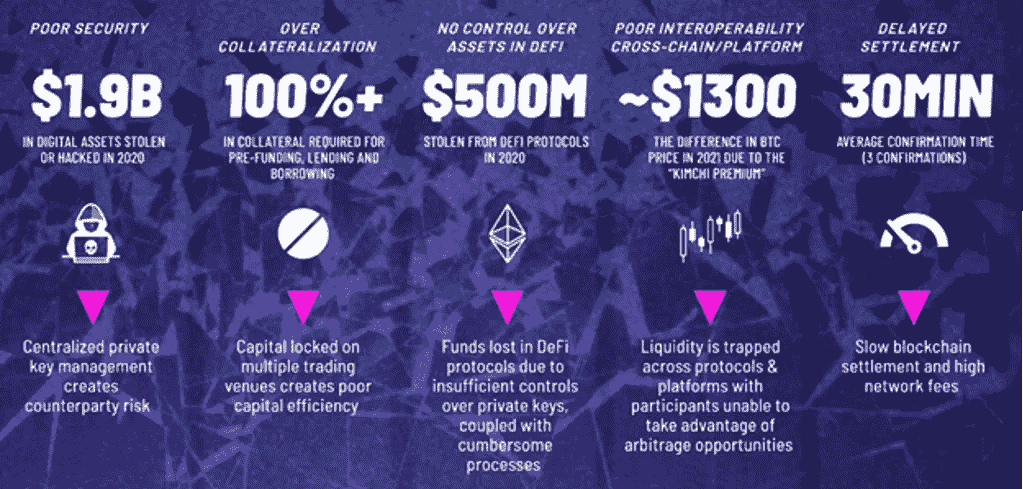 POOR SECURITY
$1.9B
IN DIGITAL ASSETS STOLEN
OR HACKED IN 2020
Centralized private
key management
creates
counterparty risk
OVER
COLLATERALIZATION
100%+
IN COLLATERAL REQUIRED FOR
PRE-FUNDING, LENDING AND
BORROWING
Capital locked on
multiple trading
venues creates poor
capital efficiency
NO CONTROL OVER
ASSETS IN DEFI
$500M
STOLEN FROM DEFI PROTOCOLS
IN 2020
Funds lost in DeFi
protocols due to
insufficient controls
over private keys,
coupled with
cumbersome
processes
POOR INTEROPERABILITY
CROSS-CHAIN/PLATFORM
~$1300
THE DIFFERENCE IN BTC
PRICE IN 2021 DUE TO THE
"KIMCHI PREMIUM"
Liquidity is trapped
across protocols &
platforms with
participants unable to
take advantage of
arbitrage opportunities
DELAYED
SETTLEMENT
30MIN
AVERAGE CONFIRMATION TIME
(3 CONFIRMATIONS)
Slow blockchain
settlement and high
network fees